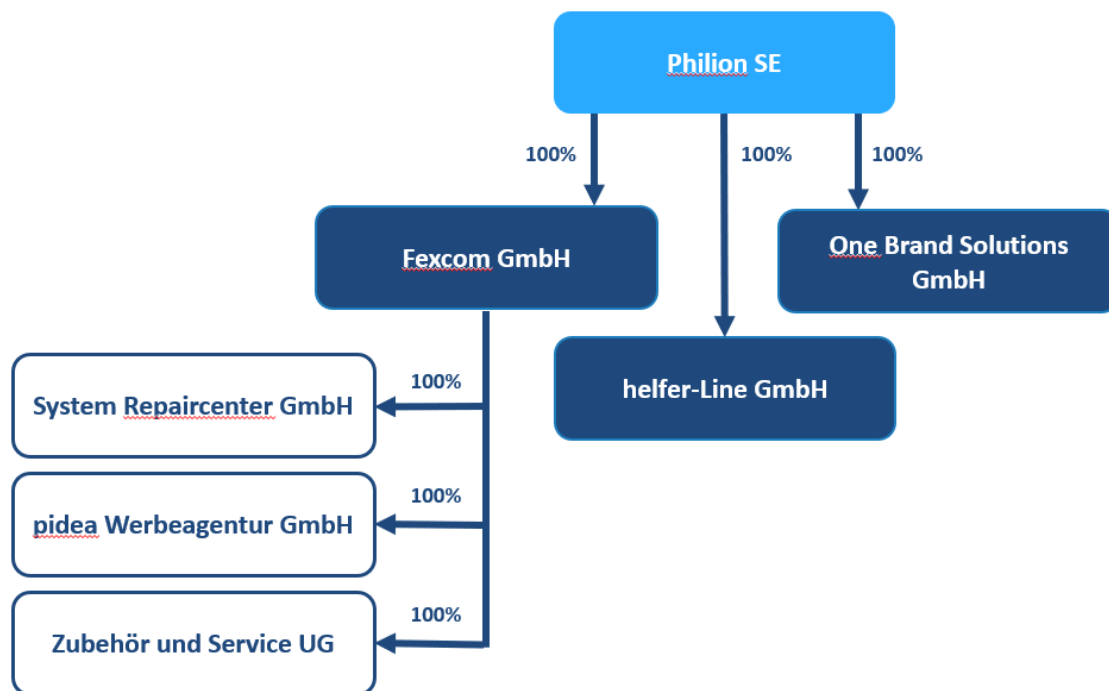 Philion SE
100%
100%
100%
Fexcom GmbH
One Brand Solutions
GmbH
helfer-Line GmbH
100%
System Repaircenter GmbH
100%
pidea Werbeagentur GmbH
100%
Zubehör und Service UG